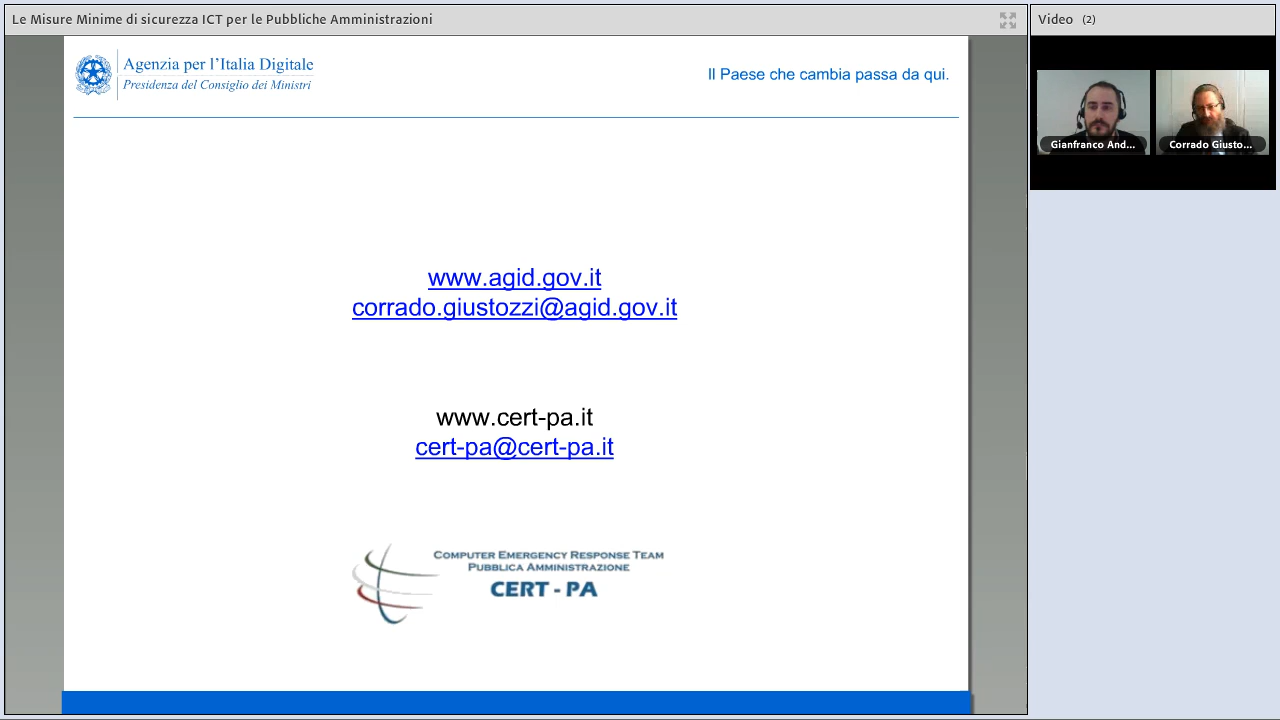 Le Misure Minime di sicurezza ICT per le Pubbliche Amministrazioni
Video (2)
Agenzia per l'Italia Digitale
Presidenza del Consiglio dei Ministri
Il Paese che cambia passa da qui.
Gianfranco And...
Corrado Giusto...
www.agid.gov.it
corrado.giustozzi@agid.gov.it
www.cert-pa.it
cert-pa@cert-pa.it
COMPUTER EMERGENCY RESPONSE TEAM
PUBBLICA AMMINISTRAZIONE
CERT - PA